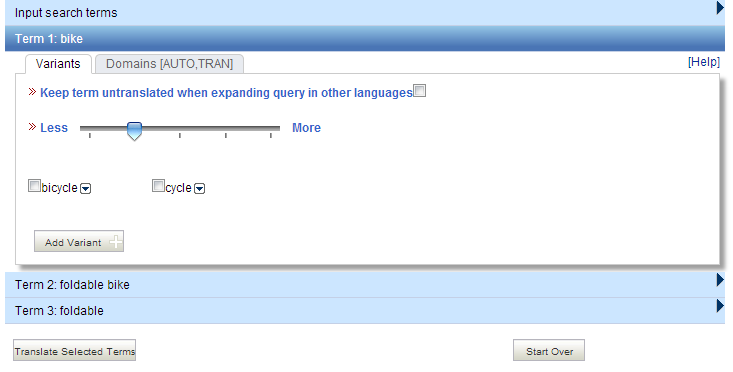 Input search terms
Term 1: bike
Variants Domains [AUTO,TRAN] [Help]
» Keep term untranslated when expanding query in other languages
» Less More
bicycle cycle
Add Variant
Term 2: foldable bike
Term 3: foldable
Translate Selected Terms Start Over